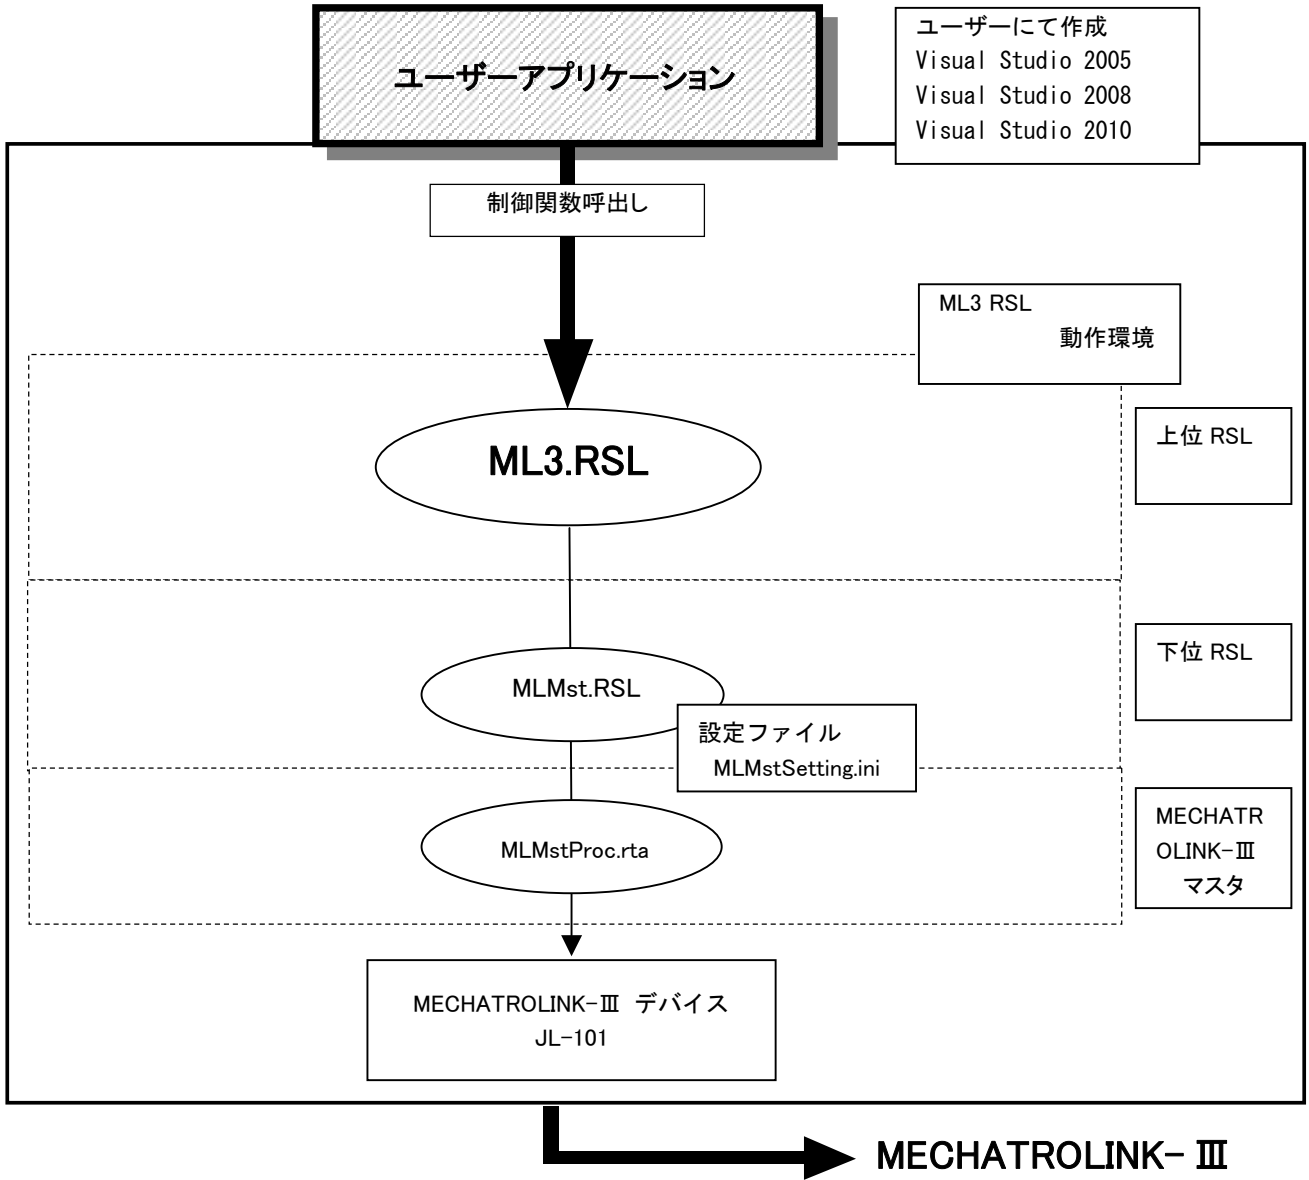 ユーザーアプリケーション
ユーザーにて作成
Visual Studio 2005
Visual Studio 2008
Visual Studio 2010
制御関数呼出し
ML3 RSL
動作環境
ML3.RSL
上位 RSL
MLMst.RSL
下位 RSL
設定ファイル
MLMstSetting.ini
MLMstProc.rta
MECHATR
OLINK-Ⅲ
マスタ
MECHATROLINK-Ⅲ デバイス
JL-101
MECHATROLINK- Ⅲ